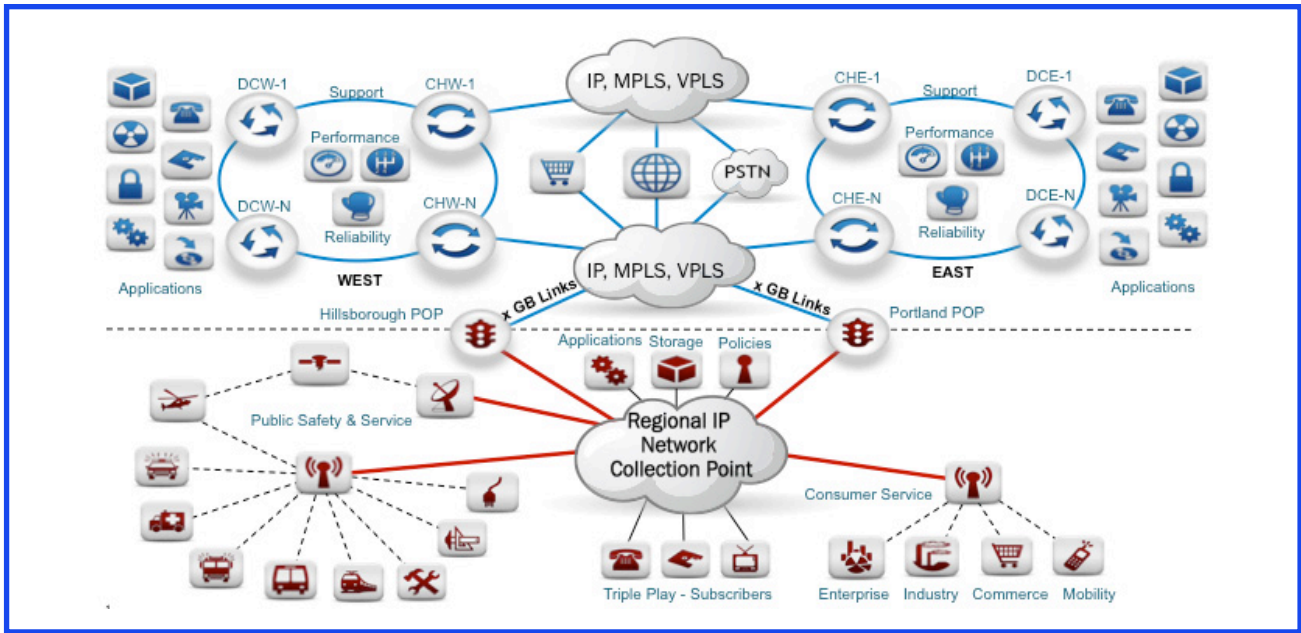 IP, MPLS, VPLS
DCW-1
Support
CHW-1
CHE-1
Support
DCE-1
Performance
Performance
PSTN
DCW-N
CHW-N
CHE-N
DCE-N
Reliability
Reliability
WEST
EAST
IP, MPLS, VPLS
Applications
Applications
x GB Links
x GB Links
Hillsborough POP
Portland POP
Applications
Storage
Policies
Public Safety & Service
Regional IP
Network
Collection Point
Consumer Service
Triple Play - Subscribers
Enterprise
Industry
Commerce
Mobility